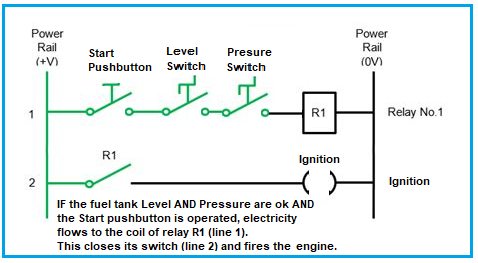 Power
Rail
(+V)
Start
Pushbutton
Level
Switch
Presure
Switch
Power
Rail
(0V)
1
R1
Relay No.1
R1
Ignition
2
Ignition
IF the fuel tank Level AND Pressure are ok AND
the Start pushbutton is operated, electricity
flows to the coil of relay R1 (line 1).
This closes its switch (line 2) and fires the engine.